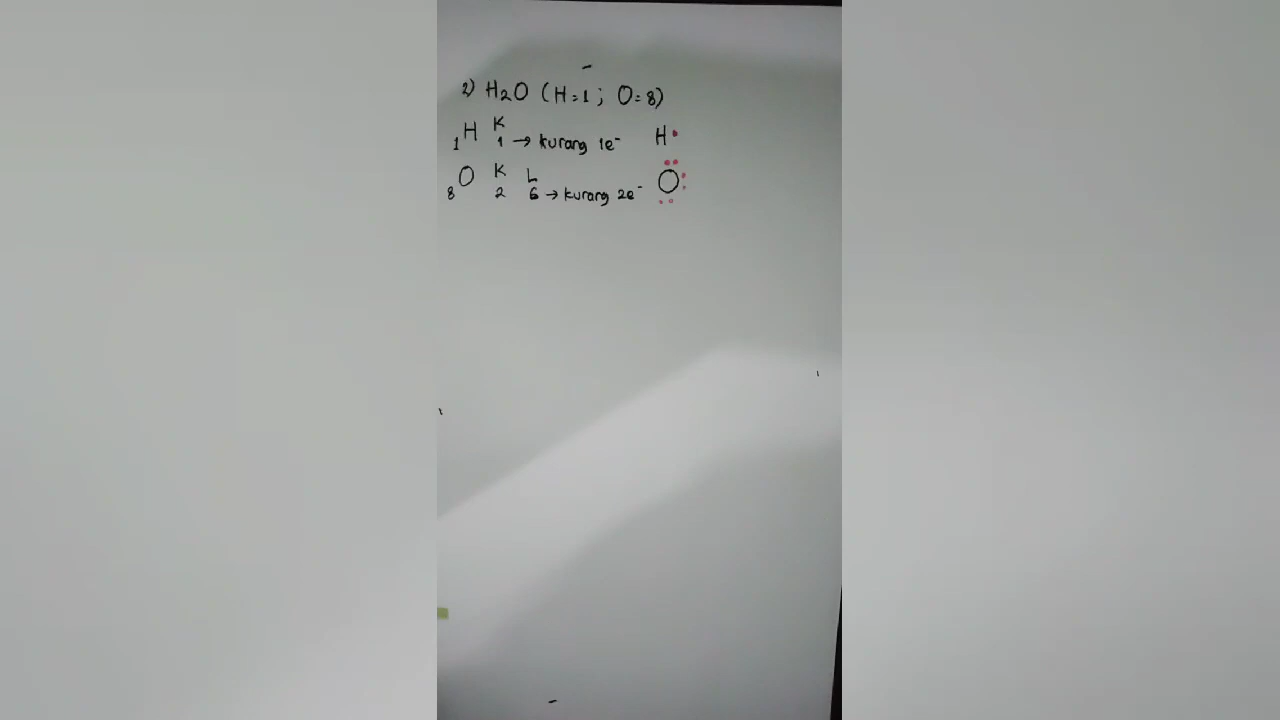 2) H₂O (H=1 ; O=8)
₁H K
1 → kurang 1e⁻ H•
₈O K L
2 6 → kurang 2e⁻ O